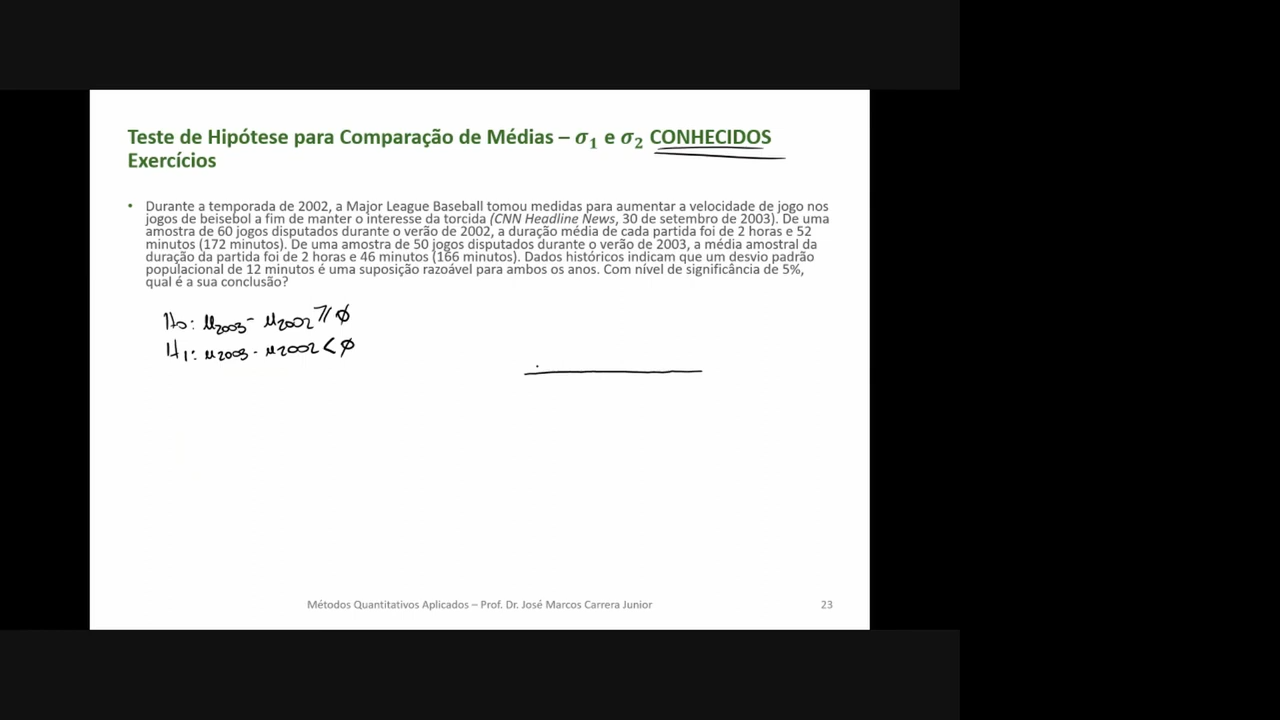 Teste de Hipótese para Comparação de Médias – σ₁ e σ₂ CONHECIDOS
Exercícios
• Durante a temporada de 2002, a Major League Baseball tomou medidas para aumentar a velocidade de jogo nos
jogos de beisebol a fim de manter o interesse da torcida (CNN Headline News, 30 de setembro de 2003). De uma
amostra de 60 jogos disputados durante o verão de 2002, a duração média de cada partida foi de 2 horas e 52
minutos (172 minutos). De uma amostra de 50 jogos disputados durante o verão de 2003, a média amostral da
duração da partida foi de 2 horas e 46 minutos (166 minutos). Dados históricos indicam que um desvio padrão
populacional de 12 minutos é uma suposição razoável para ambos os anos. Com nível de significância de 5%,
qual é a sua conclusão?
H₀: μ₂₀₀₃ - μ₂₀₀₂ ≥ 0
H₁: μ₂₀₀₃ - μ₂₀₀₂ < 0
Métodos Quantitativos Aplicados – Prof. Dr. José Marcos Carrera Junior
23